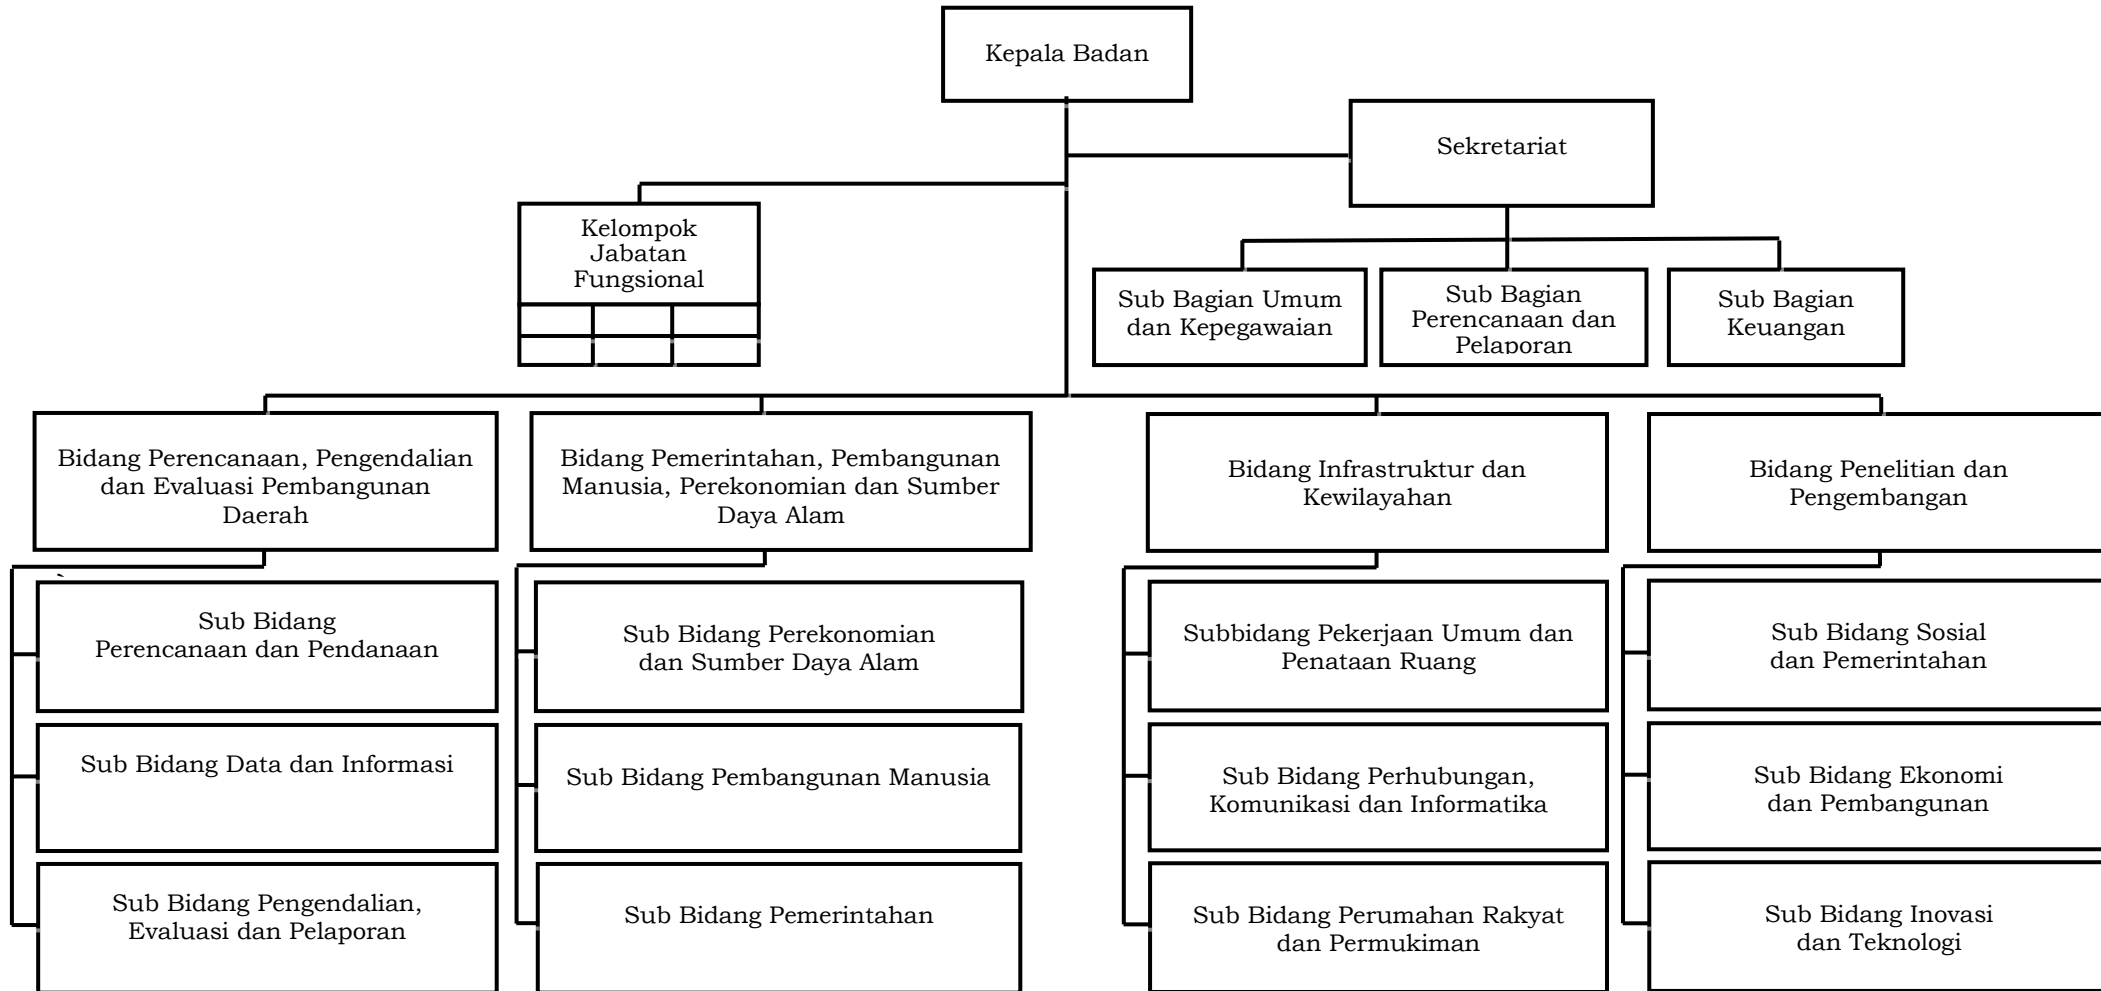 Kepala Badan
Sekretariat
Kelompok
Jabatan
Fungsional
Sub Bagian Umum
dan Kepegawaian
Sub Bagian
Perencanaan dan
Pelaporan
Sub Bagian
Keuangan
Bidang Perencanaan, Pengendalian
dan Evaluasi Pembangunan
Daerah
Bidang Pemerintahan, Pembangunan
Manusia, Perekonomian dan Sumber
Daya Alam
Bidang Infrastruktur dan
Kewilayahan
Bidang Penelitian dan
Pengembangan
`
Sub Bidang
Perencanaan dan Pendanaan
Sub Bidang Data dan Informasi
Sub Bidang Pengendalian,
Evaluasi dan Pelaporan
Sub Bidang Perekonomian
dan Sumber Daya Alam
Sub Bidang Pembangunan Manusia
Sub Bidang Pemerintahan
Subbidang Pekerjaan Umum dan
Penataan Ruang
Sub Bidang Perhubungan,
Komunikasi dan Informatika
Sub Bidang Perumahan Rakyat
dan Permukiman
Sub Bidang Sosial
dan Pemerintahan
Sub Bidang Ekonomi
dan Pembangunan
Sub Bidang Inovasi
dan Teknologi